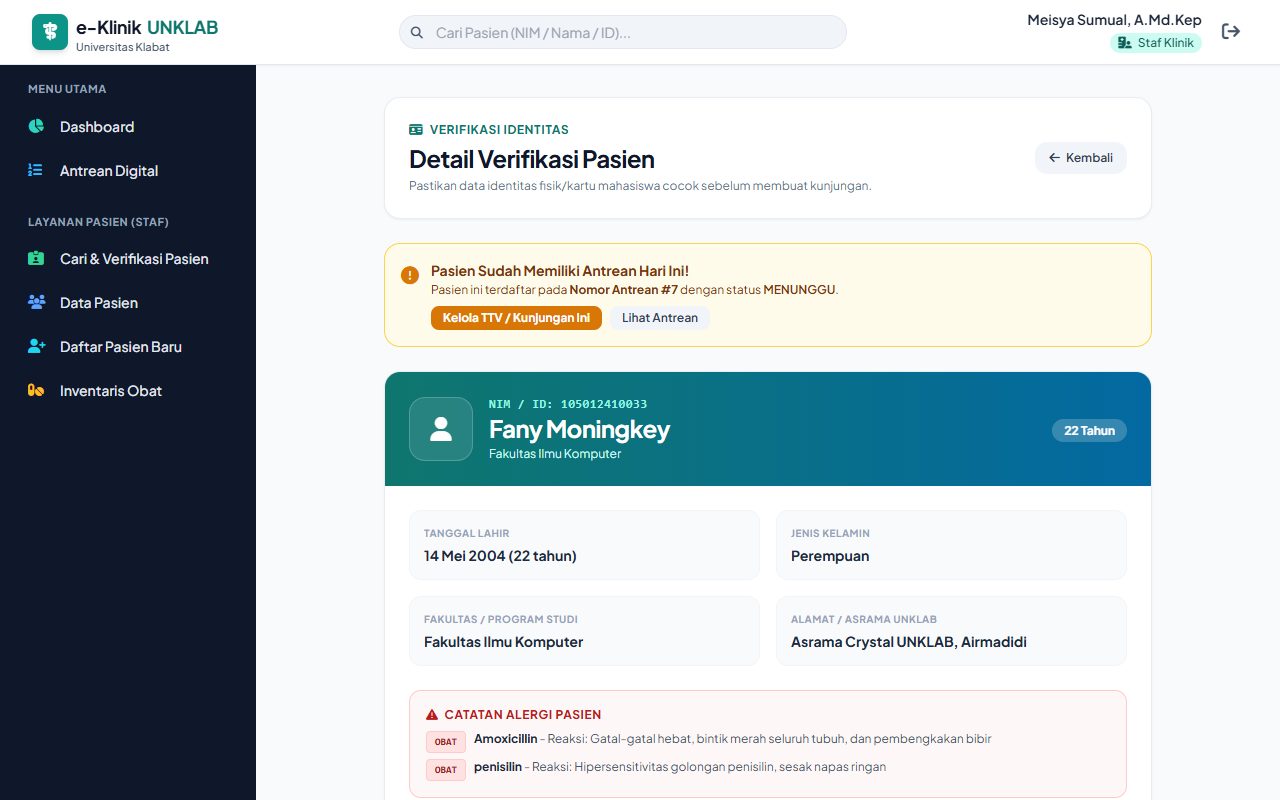 e-Klinik UNKLAB
Universitas Klabat
Cari Pasien (NIM / Nama / ID)...
Meisya Sumual, A.Md.Kep
Staf Klinik
MENU UTAMA
Dashboard
Antrean Digital
LAYANAN PASIEN (STAF)
Cari & Verifikasi Pasien
Data Pasien
Daftar Pasien Baru
Inventaris Obat
VERIFIKASI IDENTITAS
Detail Verifikasi Pasien
Pastikan data identitas fisik/kartu mahasiswa cocok sebelum membuat kunjungan.
Kembali
Pasien Sudah Memiliki Antrean Hari Ini!
Pasien ini terdaftar pada Nomor Antrean #7 dengan status MENUNGGU.
Kelola TTV / Kunjungan Ini
Lihat Antrean
NIM / ID: 105012410033
Fany Moningkey
Fakultas Ilmu Komputer
22 Tahun
TANGGAL LAHIR
14 Mei 2004 (22 tahun)
JENIS KELAMIN
Perempuan
FAKULTAS / PROGRAM STUDI
Fakultas Ilmu Komputer
ALAMAT / ASRAMA UNKLAB
Asrama Crystal UNKLAB, Airmadidi
CATATAN ALERGI PASIEN
OBAT Amoxicillin - Reaksi: Gatal-gatal hebat, bintik merah seluruh tubuh, dan pembengkakan bibir
OBAT penisilin - Reaksi: Hipersensitivitas golongan penisilin, sesak napas ringan